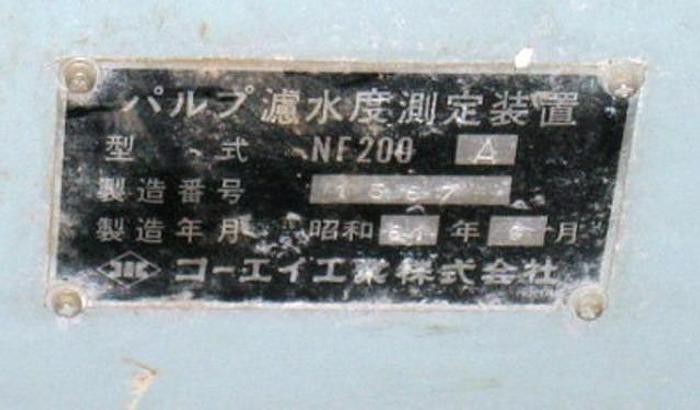 パルプ濾水度測定装置
型 式 NF200 A
製造番号 1567
製造年月 昭和 年 月
コーエイ工業株式会社